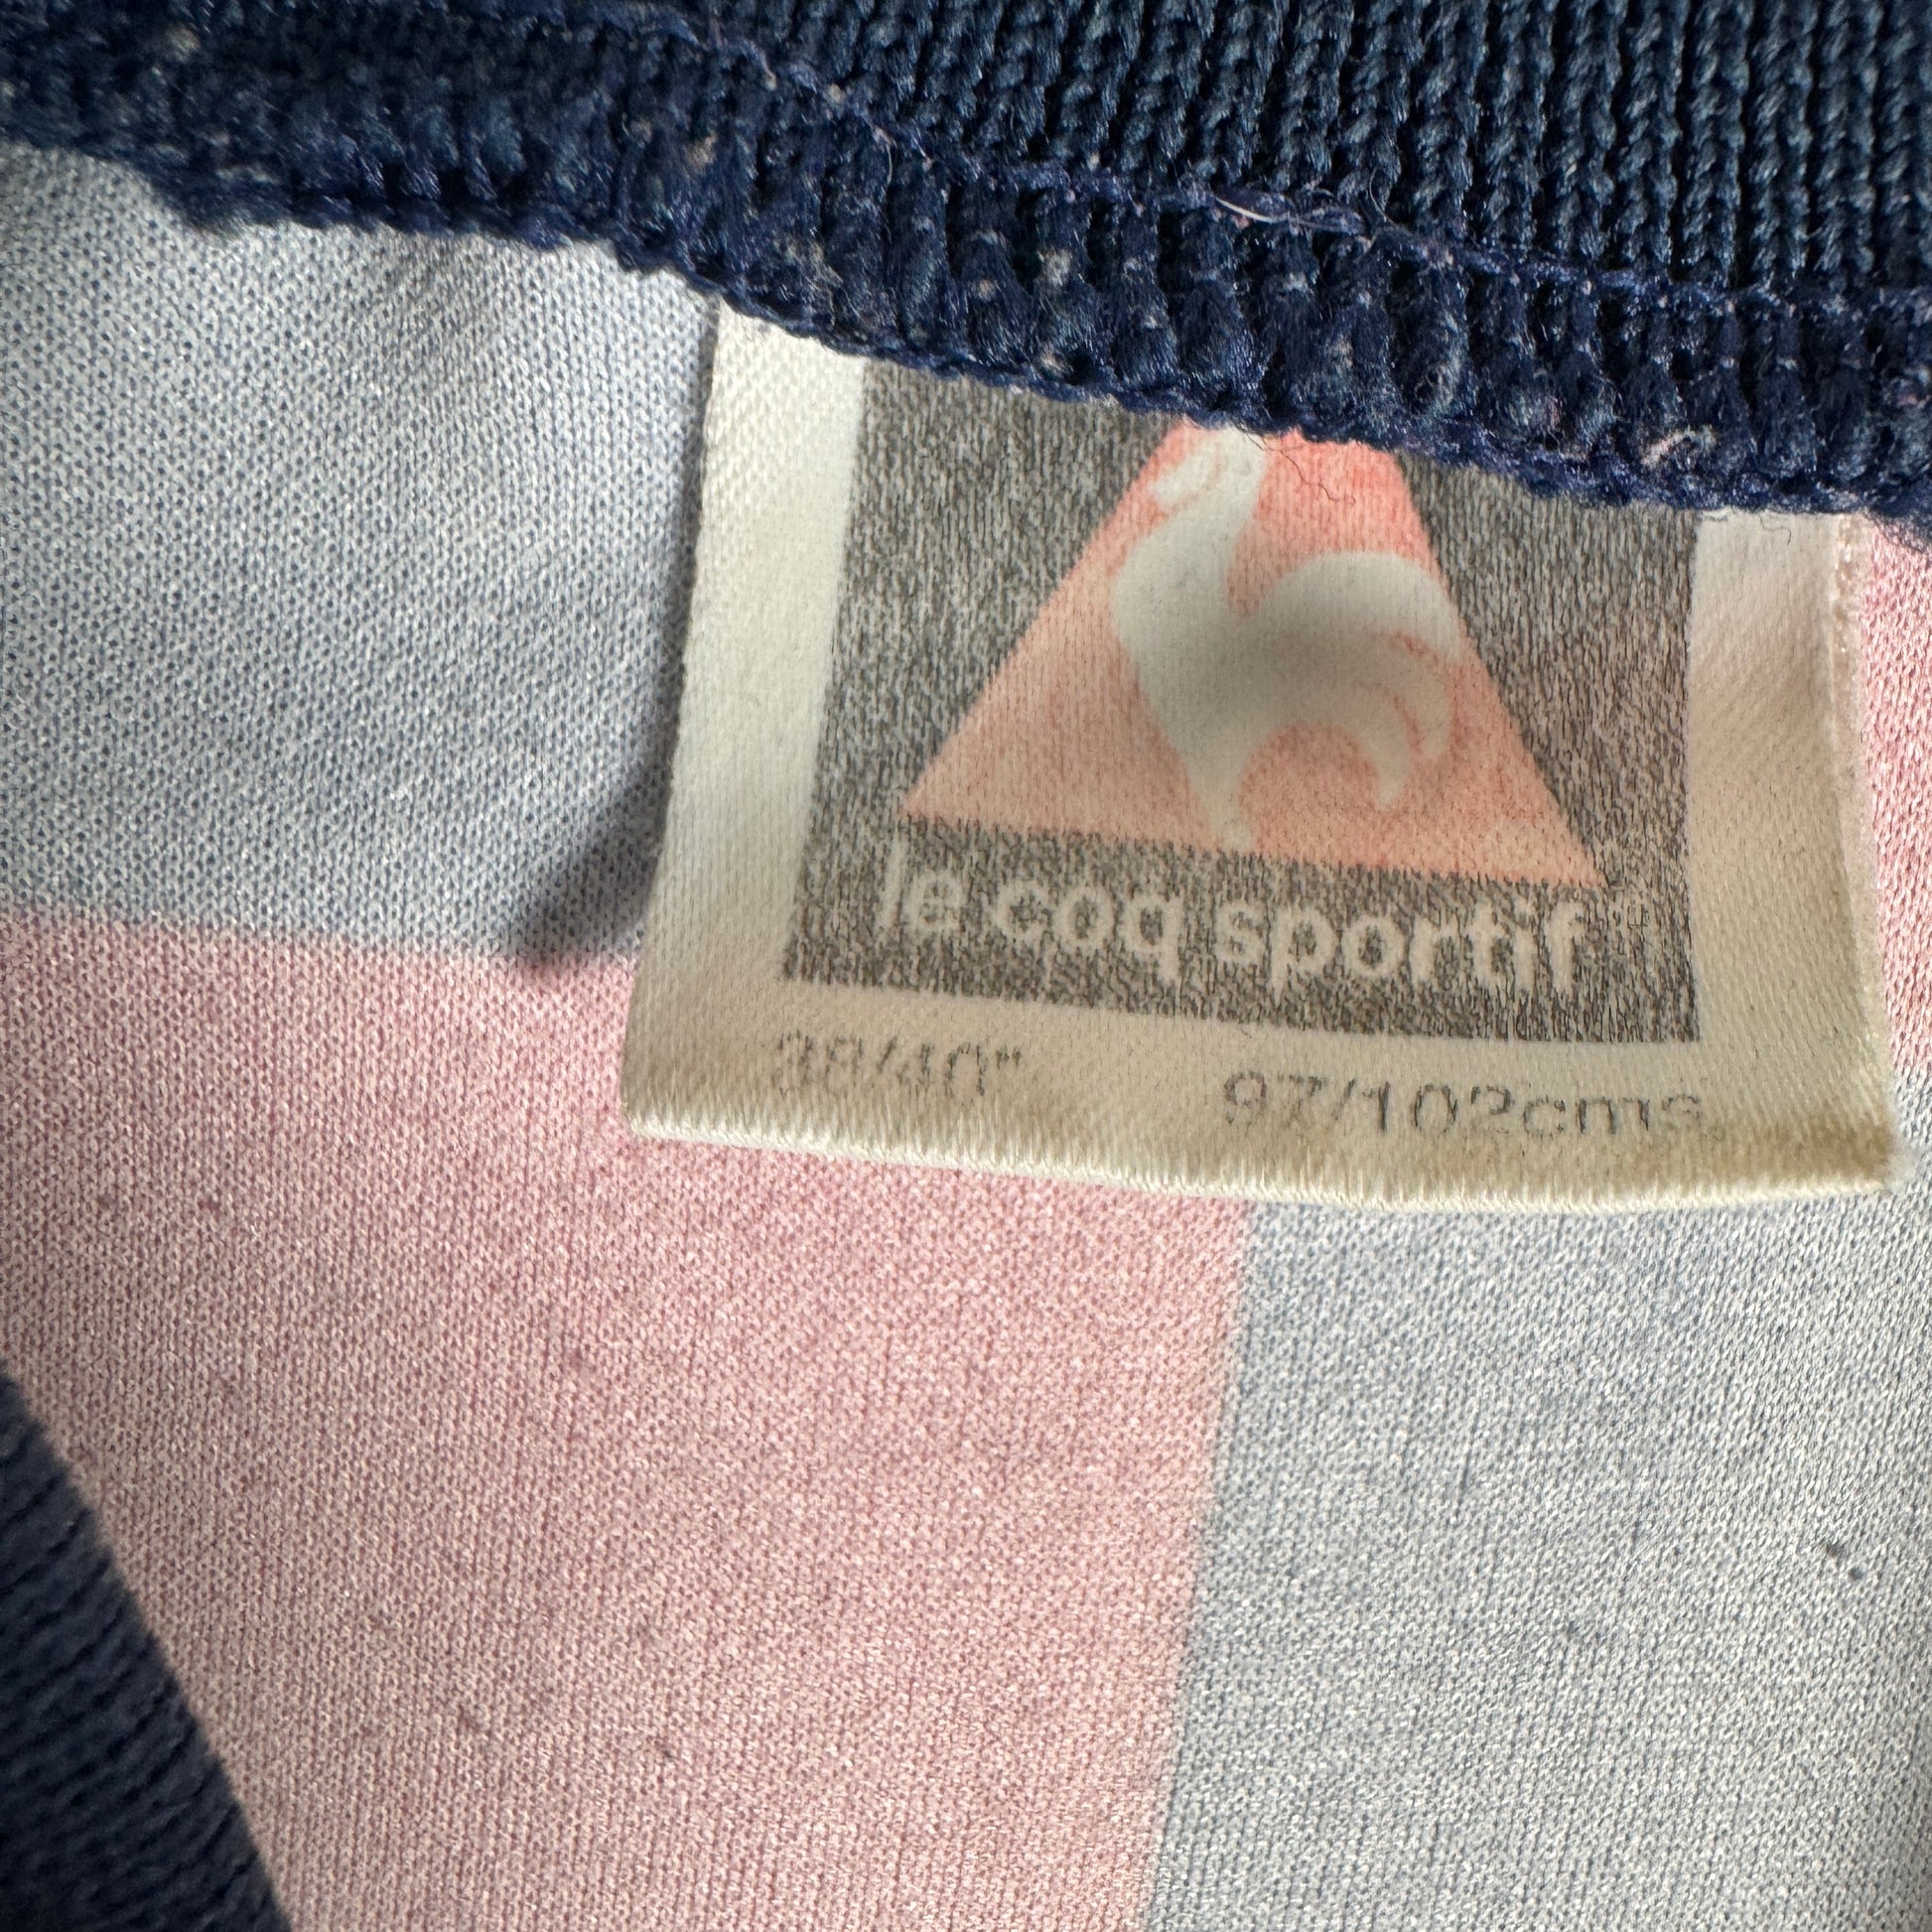 le coq sportif
38/40" 97/102cms.